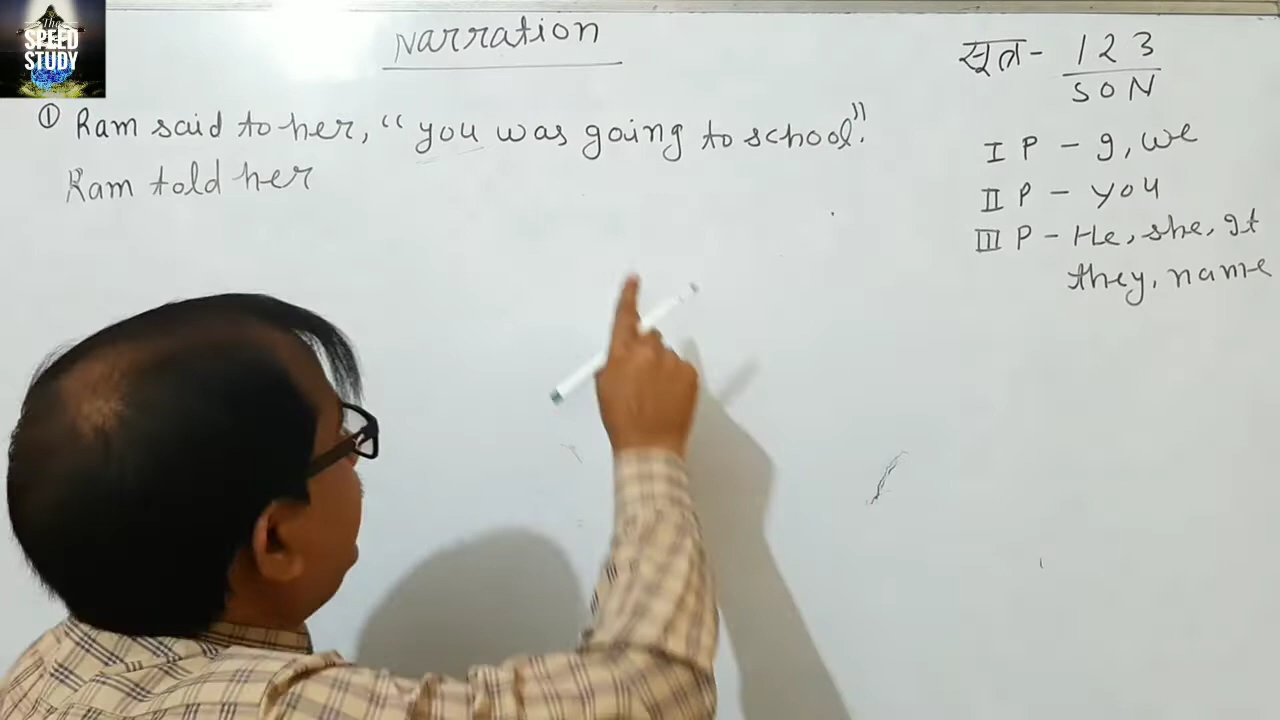 The
SPEED
STUDY
Narration
① Ram said to her, "you was going to school".
Ram told her
सूत्र - 1 2 3
S O N
I P - I, we
II P - you
III P - He, she, It
they, name